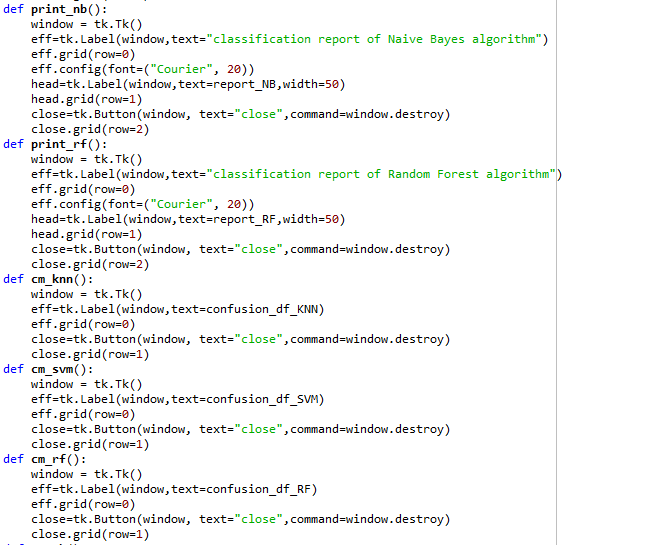 def print_nb():
    window = tk.Tk()
    eff=tk.Label(window,text="classification report of Naive Bayes algorithm")
    eff.grid(row=0)
    eff.config(font=("Courier", 20))
    head=tk.Label(window,text=report_NB,width=50)
    head.grid(row=1)
    close=tk.Button(window, text="close",command=window.destroy)
    close.grid(row=2)
def print_rf():
    window = tk.Tk()
    eff=tk.Label(window,text="classification report of Random Forest algorithm")
    eff.grid(row=0)
    eff.config(font=("Courier", 20))
    head=tk.Label(window,text=report_RF,width=50)
    head.grid(row=1)
    close=tk.Button(window, text="close",command=window.destroy)
    close.grid(row=2)
def cm_knn():
    window = tk.Tk()
    eff=tk.Label(window,text=confusion_df_KNN)
    eff.grid(row=0)
    close=tk.Button(window, text="close",command=window.destroy)
    close.grid(row=1)
def cm_svm():
    window = tk.Tk()
    eff=tk.Label(window,text=confusion_df_SVM)
    eff.grid(row=0)
    close=tk.Button(window, text="close",command=window.destroy)
    close.grid(row=1)
def cm_rf():
    window = tk.Tk()
    eff=tk.Label(window,text=confusion_df_RF)
    eff.grid(row=0)
    close=tk.Button(window, text="close",command=window.destroy)
    close.grid(row=1)